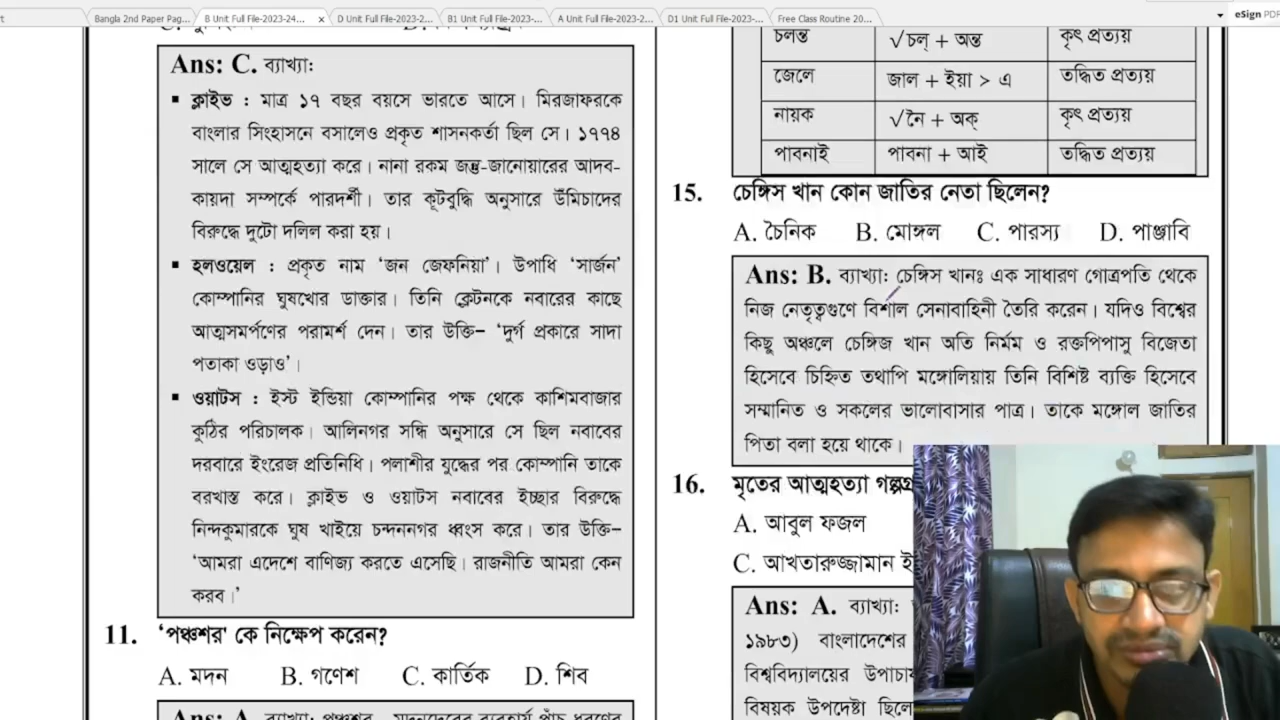 Bangla 2nd Paper Pag...
B Unit Full File-2023-24...
x
D Unit Full File-2023-2...
B1 Unit Full File-2023-...
A Unit Full File-2023-2...
D1 Unit Full File-2023-...
Free Class Routine 20...
eSign PDF
Ans: C. ব্যাখ্যা:
▪ ক্লাইভ : মাত্র ১৭ বছর বয়সে ভারতে আসে। মিরজাফরকে
বাংলার সিংহাসনে বসালেও প্রকৃত শাসনকর্তা ছিল সে। ১৭৭৪
সালে সে আত্মহত্যা করে। নানা রকম জন্তু-জানোয়ারের আদব-
কায়দা সম্পর্কে পারদর্শী। তার কূটবুদ্ধি অনুসারে উঁমিচাদের
বিরুদ্ধে দুটো দলিল করা হয়।
▪ হলওয়েল : প্রকৃত নাম 'জন জেফনিয়া'। উপাধি 'সার্জন'
কোম্পানির ঘুষখোর ডাক্তার। তিনি ক্লেটনকে নবারের কাছে
আত্মসমর্পণের পরামর্শ দেন। তার উক্তি– 'দুর্গ প্রকারে সাদা
পতাকা ওড়াও'।
▪ ওয়াটস : ইস্ট ইন্ডিয়া কোম্পানির পক্ষ থেকে কাশিমবাজার
কুঠির পরিচালক। আলিনগর সন্ধি অনুসারে সে ছিল নবাবের
দরবারে ইংরেজ প্রতিনিধি। পলাশীর যুদ্ধের পর কোম্পানি তাকে
বরখাস্ত করে। ক্লাইভ ও ওয়াটস নবাবের ইচ্ছার বিরুদ্ধে
নিন্দকুমারকে ঘুষ খাইয়ে চন্দননগর ধ্বংস করে। তার উক্তি–
'আমরা এদেশে বাণিজ্য করতে এসেছি। রাজনীতি আমরা কেন
করব।'
11. 'পঞ্চশর' কে নিক্ষেপ করেন?
A. মদন B. গণেশ C. কার্তিক D. শিব
Ans: A. ব্যাখ্যা: পঞ্চশর
চলন্ত √চল্ + অন্ত কৃৎ প্রত্যয়
জেলে জাল + ইয়া > এ তদ্ধিত প্রত্যয়
নায়ক √নৈ + অক্ কৃৎ প্রত্যয়
পাবনাই পাবনা + আই তদ্ধিত প্রত্যয়
15. চেঙ্গিস খান কোন জাতির নেতা ছিলেন?
A. চৈনিক B. মোঙ্গল C. পারস্য D. পাঞ্জাবি
Ans: B. ব্যাখ্যা: চেঙ্গিস খানঃ এক সাধারণ গোত্রপতি থেকে
নিজ নেতৃত্বগুণে বিশাল সেনাবাহিনী তৈরি করেন। যদিও বিশ্বের
কিছু অঞ্চলে চেঙ্গিজ খান অতি নির্মম ও রক্তপিপাসু বিজেতা
হিসেবে চিহ্নিত তথাপি মঙ্গোলিয়ায় তিনি বিশিষ্ট ব্যক্তি হিসেবে
সম্মানিত ও সকলের ভালোবাসার পাত্র। তাকে মঙ্গোল জাতির
পিতা বলা হয়ে থাকে।
16. মৃতের আত্মহত্যা গল্পগ্র
A. আবুল ফজল
C. আখতারুজ্জামান ই
Ans: A. ব্যাখ্যা:
১৯৮৩) বাংলাদেশের
বিশ্ববিদ্যালয়ের উপাচার্য
বিষয়ক উপদেষ্টা ছিলে